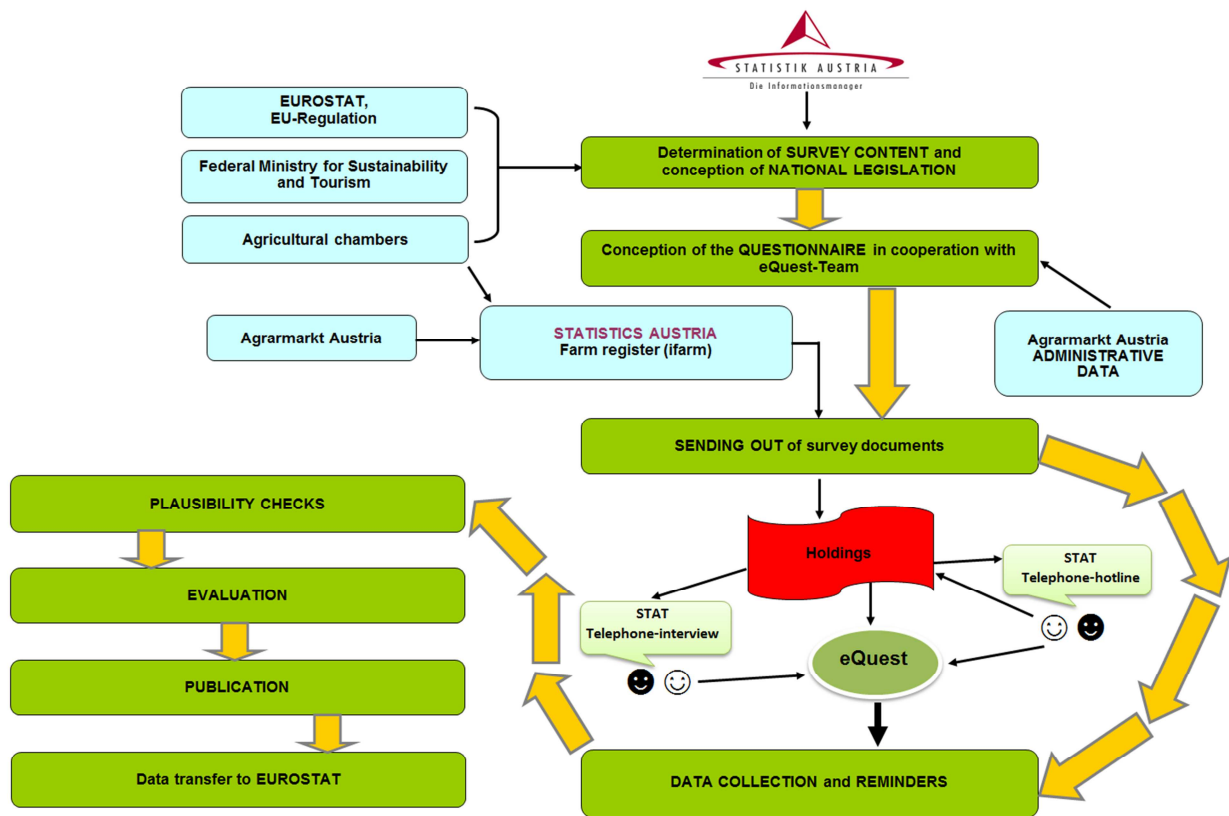 STATISTIK AUSTRIA
Die Informationsmanager
EUROSTAT,
EU-Regulation
Determination of SURVEY CONTENT and
conception of NATIONAL LEGISLATION
Federal Ministry for Sustainability
and Tourism
Agricultural chambers
Conception of the QUESTIONNAIRE in cooperation with
eQuest-Team
Agrarmarkt Austria
STATISTICS AUSTRIA
Farm register (ifarm)
Agrarmarkt Austria
ADMINISTRATIVE
DATA
SENDING OUT of survey documents
PLAUSIBILITY CHECKS
Holdings
STAT
Telephone-hotline
EVALUATION
STAT
Telephone-interview
eQuest
PUBLICATION
Data transfer to EUROSTAT
DATA COLLECTION and REMINDERS